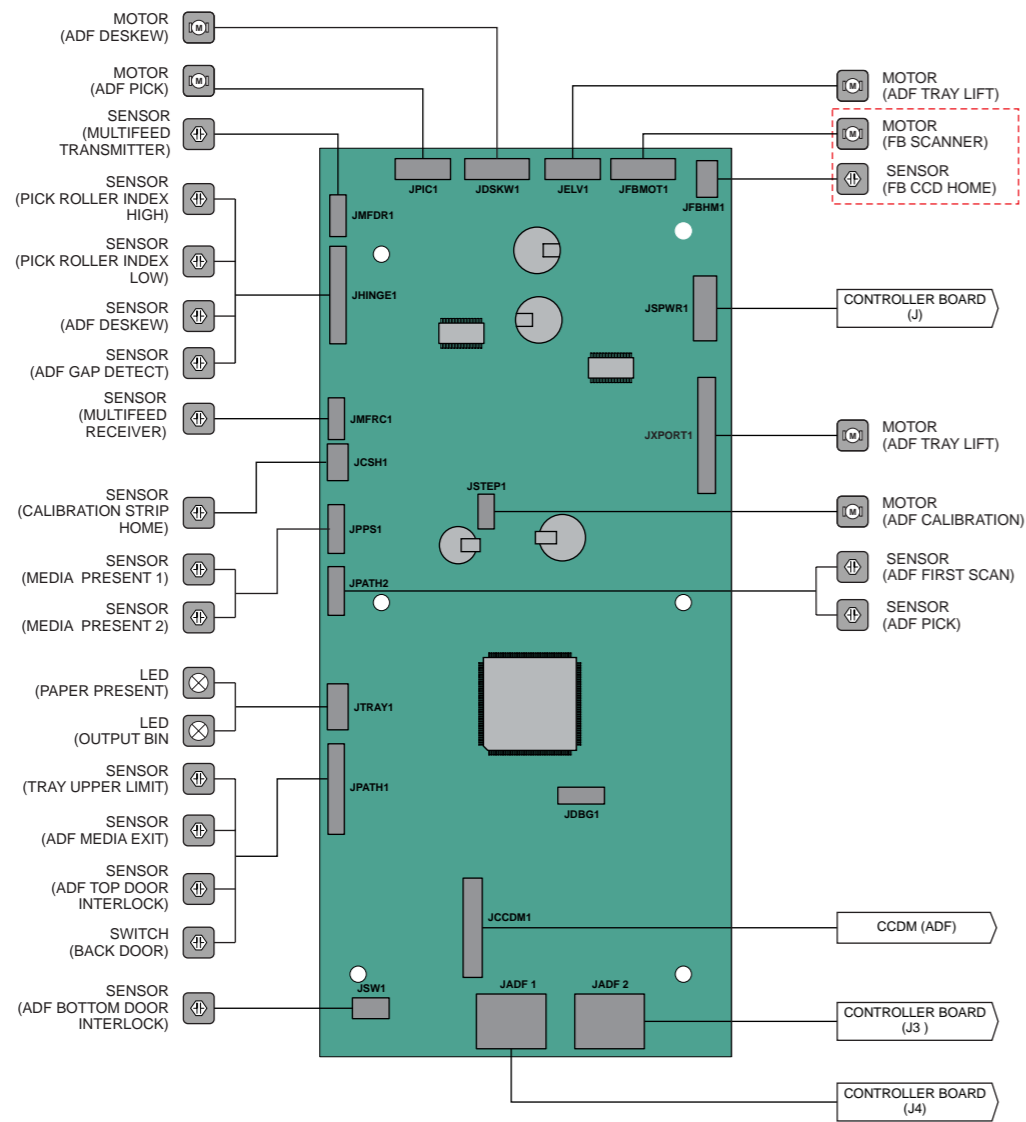 MOTOR
(ADF DESKEW)
MOTOR
(ADF PICK)
SENSOR
(MULTIFEED
TRANSMITTER)
SENSOR
(PICK ROLLER INDEX
HIGH)
SENSOR
(PICK ROLLER INDEX
LOW)
SENSOR
(ADF DESKEW)
SENSOR
(ADF GAP DETECT)
SENSOR
(MULTIFEED
RECEIVER)
SENSOR
(CALIBRATION STRIP
HOME)
SENSOR
(MEDIA PRESENT 1)
SENSOR
(MEDIA PRESENT 2)
LED
(PAPER PRESENT)
LED
(OUTPUT BIN
SENSOR
(TRAY UPPER LIMIT)
SENSOR
(ADF MEDIA EXIT)
SENSOR
(ADF TOP DOOR
INTERLOCK)
SWITCH
(BACK DOOR)
SENSOR
(ADF BOTTOM DOOR
INTERLOCK)
M
M
JPIC1
JDSKW1
JELV1
JFBMOT1
JFBHM1
JMFDR1
JHINGE1
JSPWR1
JMFRC1
JXPORT1
JCSH1
JSTEP1
JPPS1
JPATH2
JTRAY1
JPATH1
JDBG1
JCCDM1
JSW1
JADF 1
JADF 2
M
MOTOR
(ADF TRAY LIFT)
M
MOTOR
(FB SCANNER)
SENSOR
(FB CCD HOME)
CONTROLLER BOARD
(J)
M
MOTOR
(ADF TRAY LIFT)
M
MOTOR
(ADF CALIBRATION)
SENSOR
(ADF FIRST SCAN)
SENSOR
(ADF PICK)
CCDM (ADF)
CONTROLLER BOARD
(J3 )
CONTROLLER BOARD
(J4)